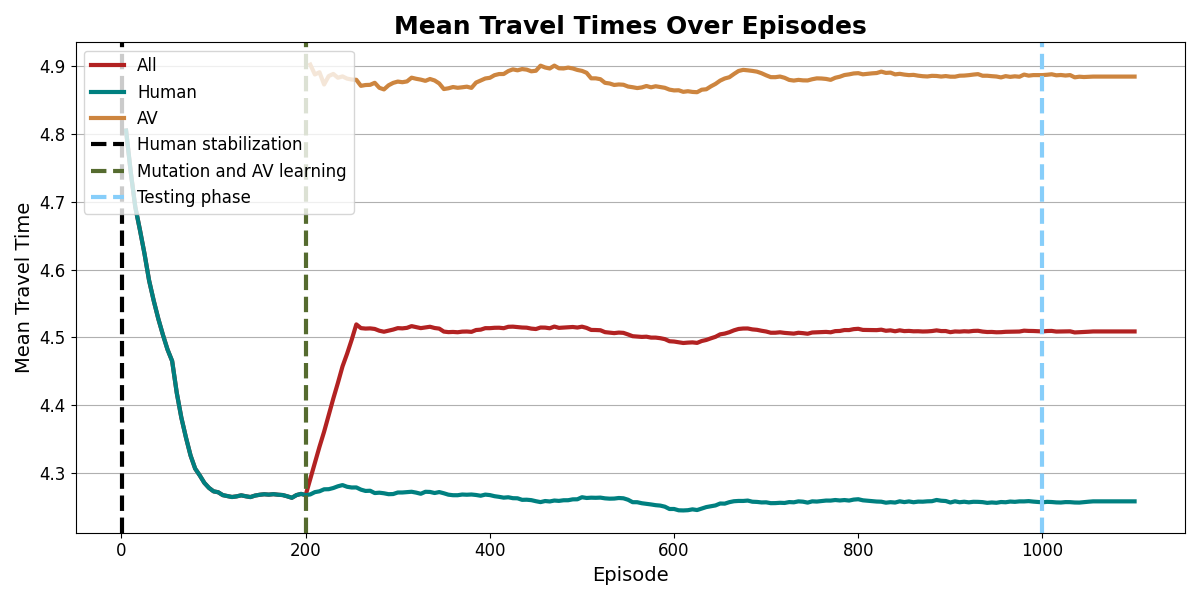 Mean Travel Times Over Episodes
Mean Travel Time
4.9
4.8
4.7
4.6
4.5
4.4
4.3
All
Human
AV
Human stabilization
Mutation and AV learning
Testing phase
0
200
400
600
800
1000
Episode